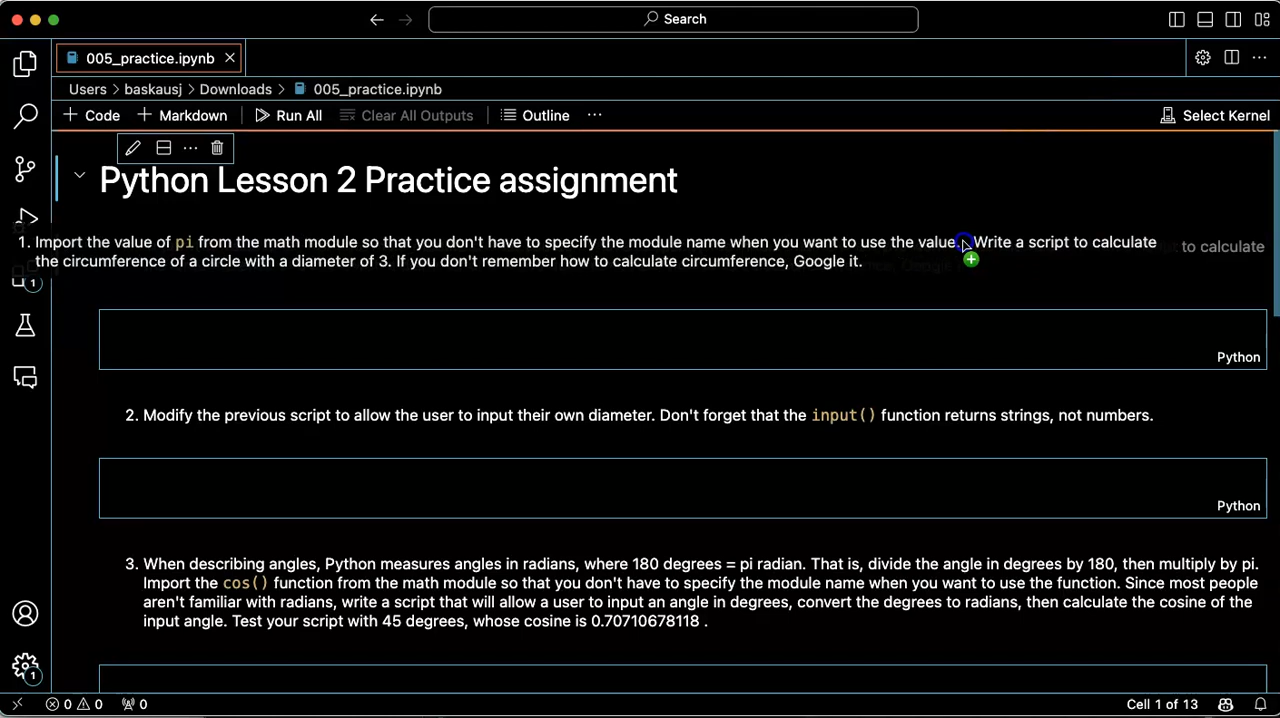 Search
005_practice.ipynb
Users > baskausj > Downloads > 005_practice.ipynb
+ Code + Markdown Run All Clear All Outputs Outline ... Select Kernel
Python Lesson 2 Practice assignment
1. Import the value of pi from the math module so that you don't have to specify the module name when you want to use the value. Write a script to calculate
to calculate
the circumference of a circle with a diameter of 3. If you don't remember how to calculate circumference, Google it.
1
Python
2. Modify the previous script to allow the user to input their own diameter. Don't forget that the input() function returns strings, not numbers.
Python
3. When describing angles, Python measures angles in radians, where 180 degrees = pi radian. That is, divide the angle in degrees by 180, then multiply by pi.
Import the cos() function from the math module so that you don't have to specify the module name when you want to use the function. Since most people
aren't familiar with radians, write a script that will allow a user to input an angle in degrees, convert the degrees to radians, then calculate the cosine of the
input angle. Test your script with 45 degrees, whose cosine is 0.70710678118 .
1
0 0 0 Cell 1 of 13